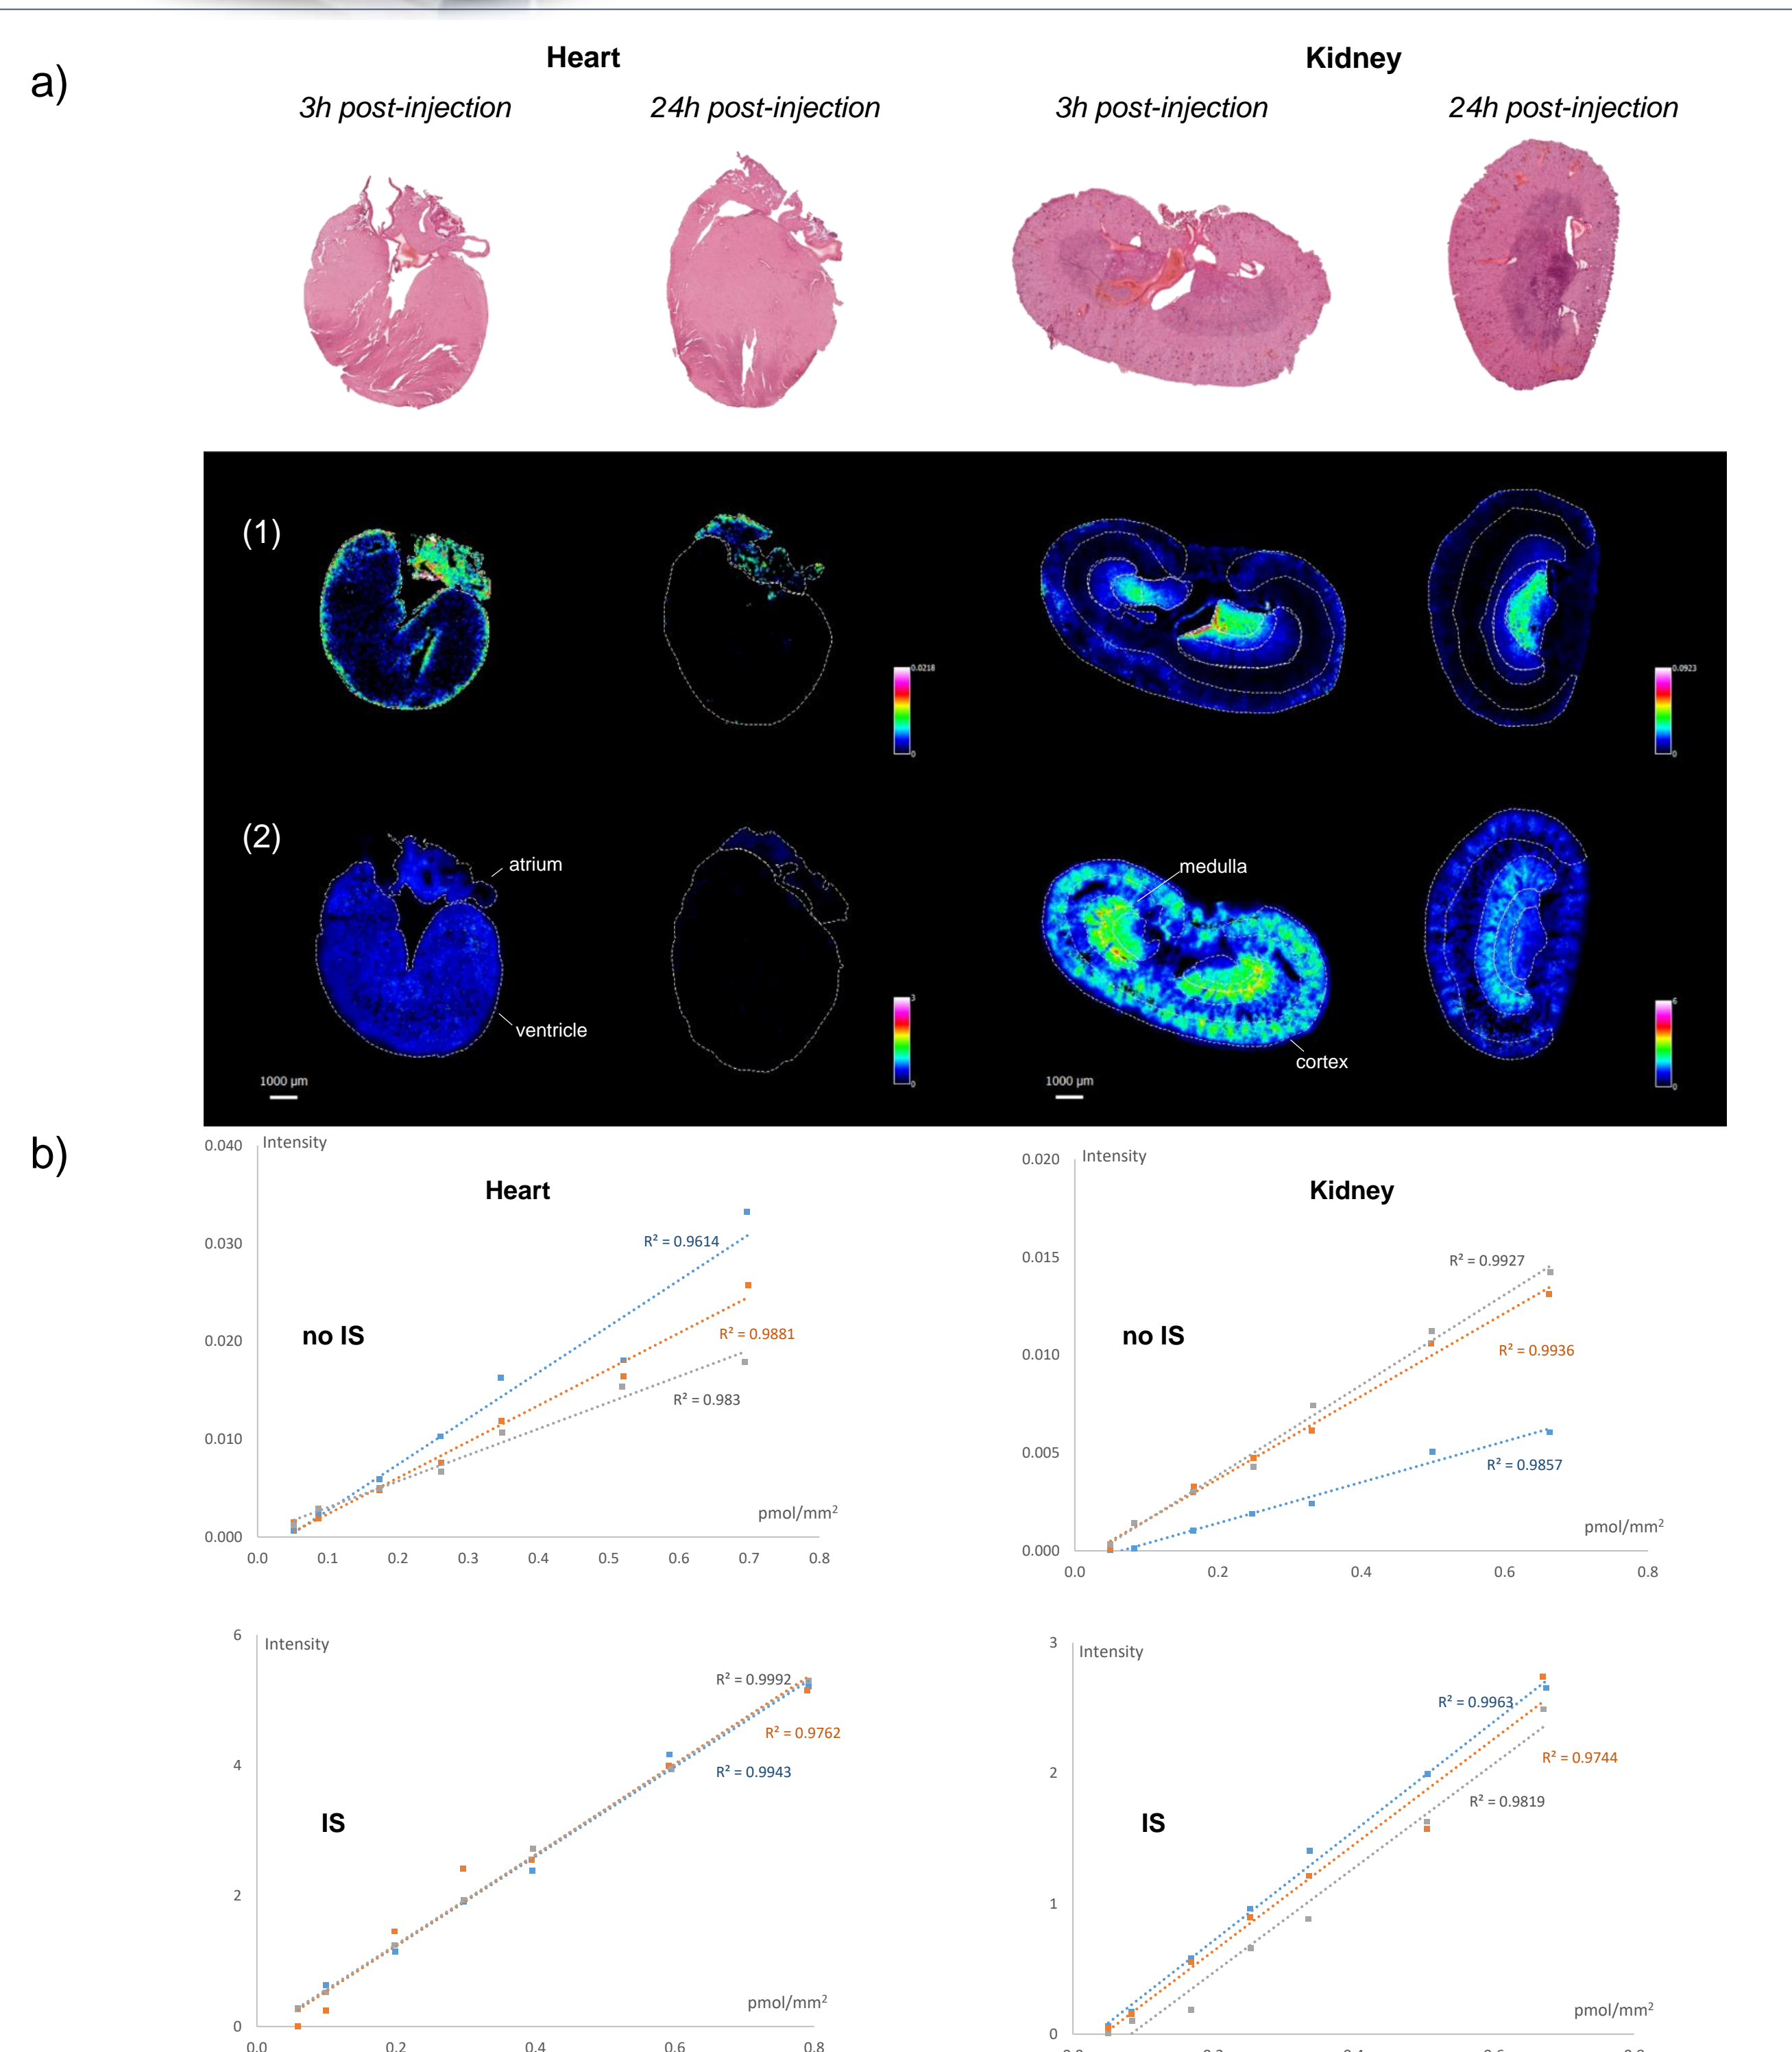 a)
Heart
Kidney
3h post-injection
24h post-injection
3h post-injection
24h post-injection
(1)
0.0218
0
0.0923
0
(2)
atrium
ventricle
medulla
cortex
3
0
6
0
1000 µm
1000 µm
b)
Intensity
Heart
no IS
0.040
0.030
0.020
0.010
0.000
R² = 0.9614
R² = 0.9881
R² = 0.983
pmol/mm²
0.0 0.1 0.2 0.3 0.4 0.5 0.6 0.7 0.8
Intensity
Kidney
no IS
0.020
0.015
0.010
0.005
0.000
R² = 0.9927
R² = 0.9936
R² = 0.9857
pmol/mm²
0.0 0.2 0.4 0.6 0.8
Intensity
IS
6
4
2
0
R² = 0.9992
R² = 0.9762
R² = 0.9943
pmol/mm²
0.0 0.2 0.4 0.6 0.8
Intensity
IS
3
2
1
0
R² = 0.9963
R² = 0.9744
R² = 0.9819
pmol/mm²